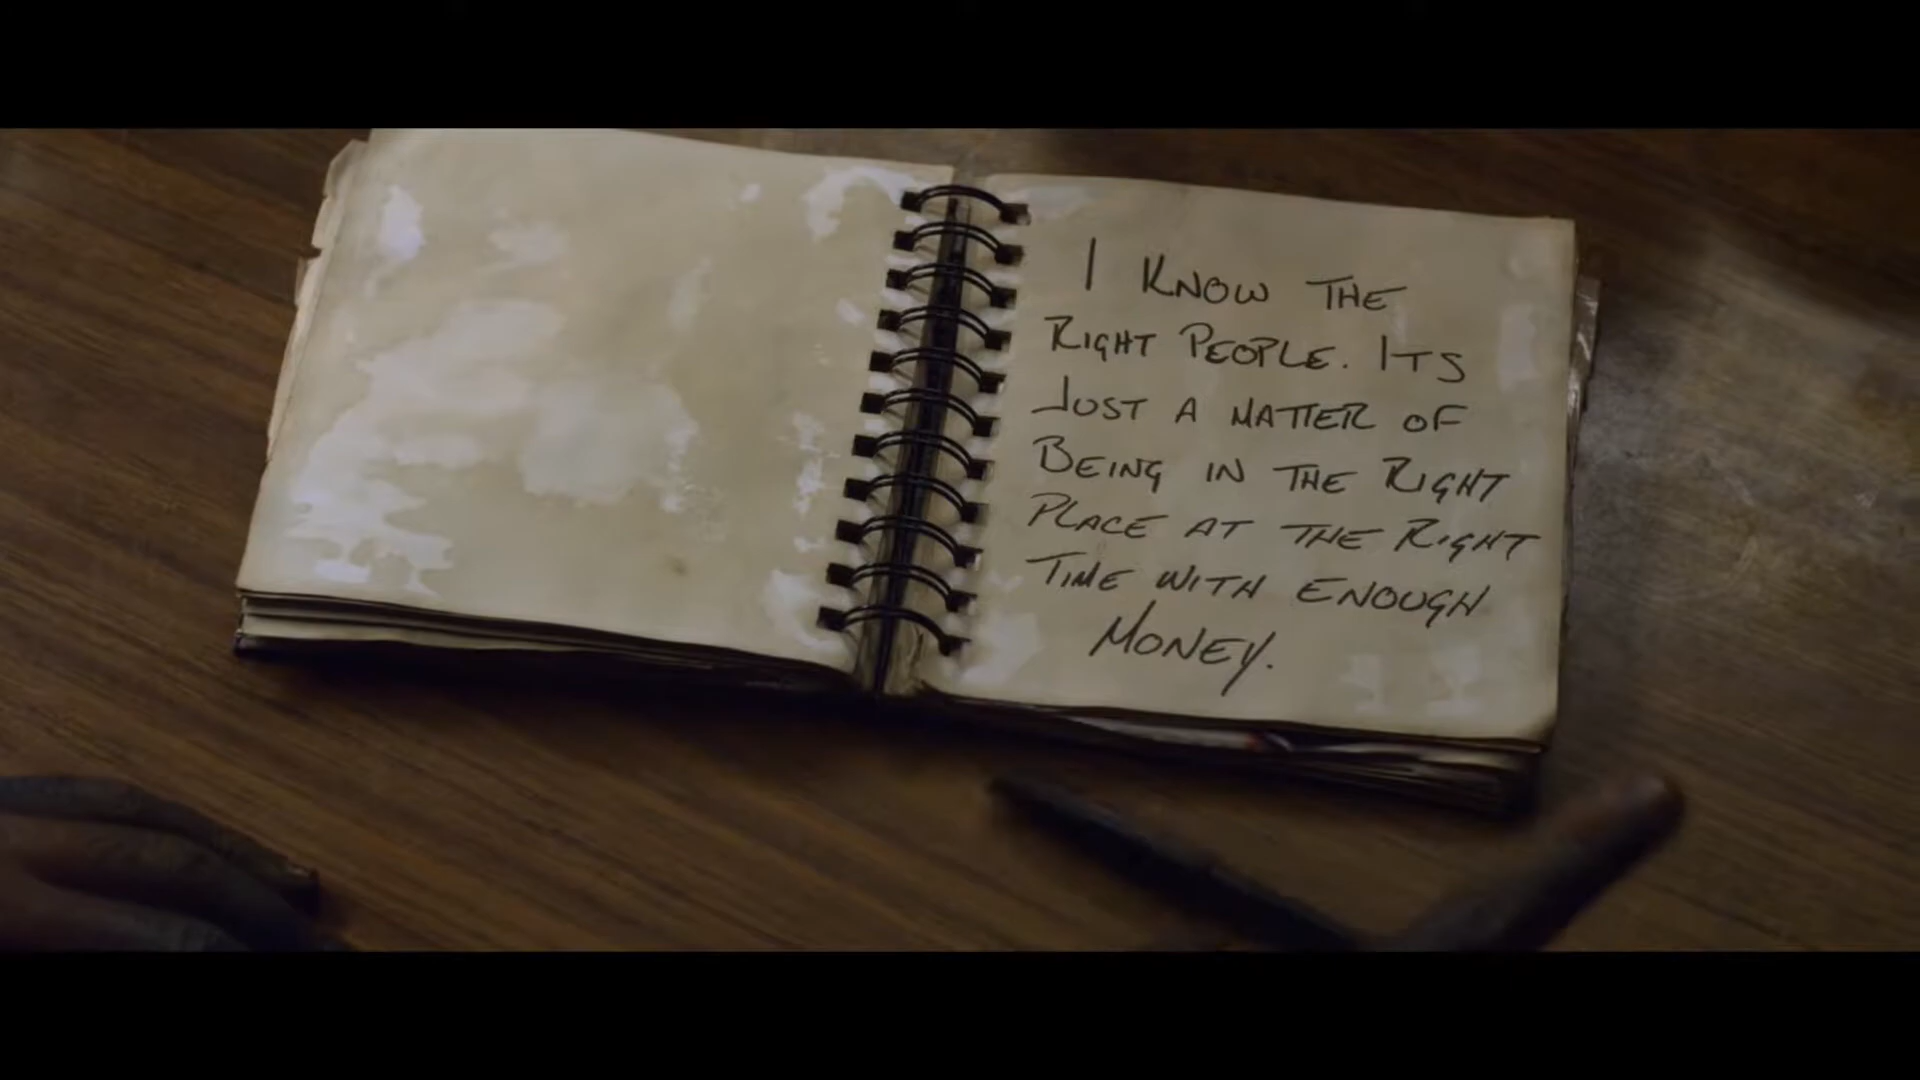 I KNOW THE
RIGHT PEOPLE. ITS
JUST A MATTER OF
BEING IN THE RIGHT
PLACE AT THE RIGHT
TIME WITH ENOUGH
MONEY.